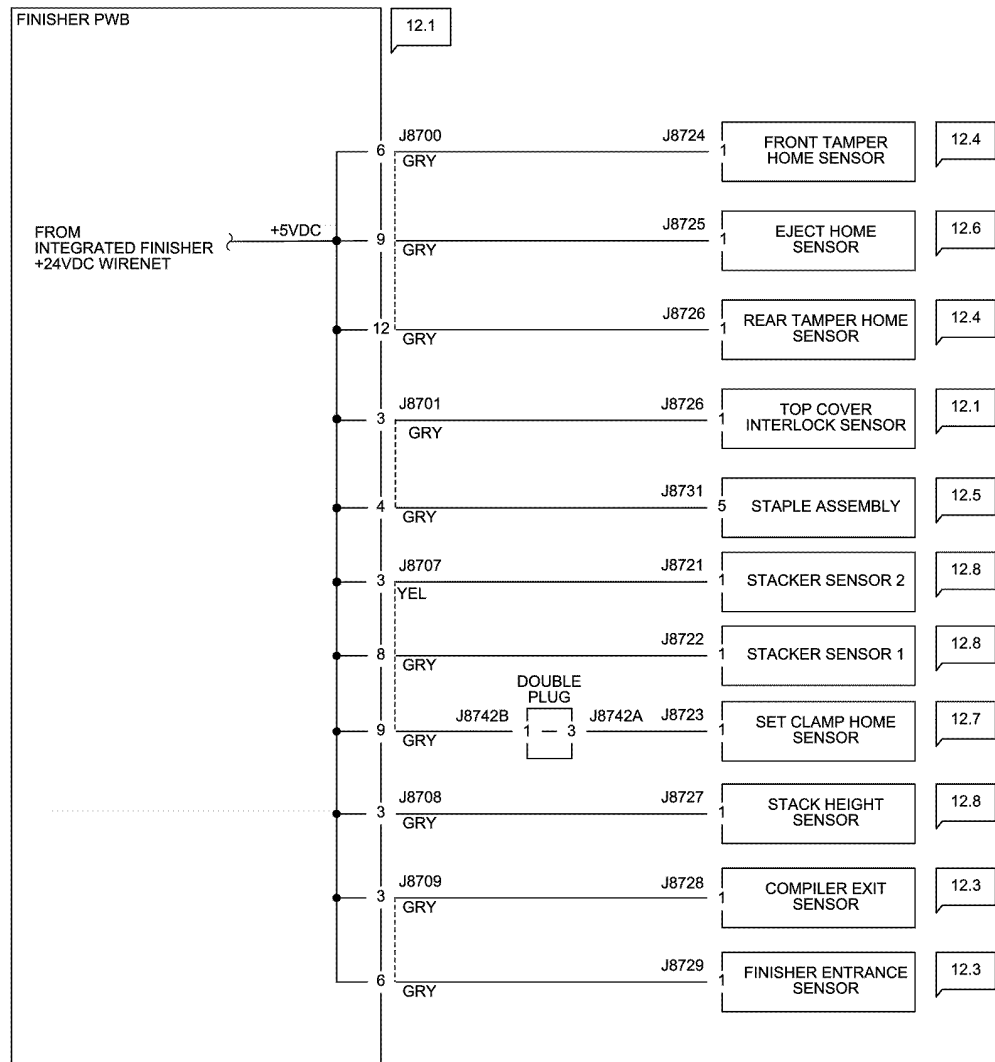 FINISHER PWB
12.1
J8700
6
GRY
J8724
1
FRONT TAMPER
HOME SENSOR
12.4
FROM
INTEGRATED FINISHER
+24VDC WIRENET
+5VDC
9
GRY
J8725
1
EJECT HOME
SENSOR
12.6
12
GRY
J8726
1
REAR TAMPER HOME
SENSOR
12.4
J8701
3
GRY
J8726
1
TOP COVER
INTERLOCK SENSOR
12.1
4
GRY
J8731
5
STAPLE ASSEMBLY
12.5
J8707
3
YEL
J8721
1
STACKER SENSOR 2
12.8
8
GRY
J8722
1
STACKER SENSOR 1
12.8
9
GRY
J8742B
DOUBLE
PLUG
1
3
J8742A
J8723
1
SET CLAMP HOME
SENSOR
12.7
J8708
3
GRY
J8727
1
STACK HEIGHT
SENSOR
12.8
J8709
3
GRY
J8728
1
COMPILER EXIT
SENSOR
12.3
6
GRY
J8729
1
FINISHER ENTRANCE
SENSOR
12.3